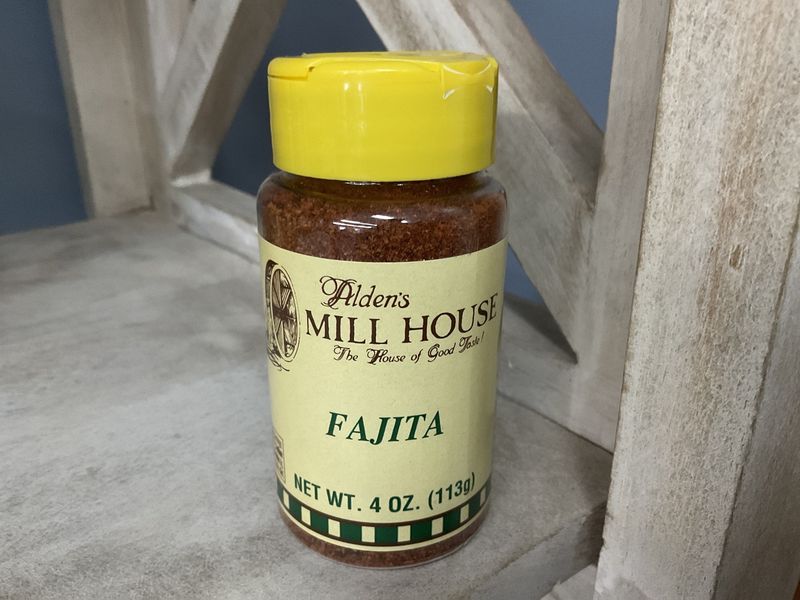 Alden's
MILL HOUSE
The House of Good Taste!
FAJITA
NET WT. 4 OZ. (113g)